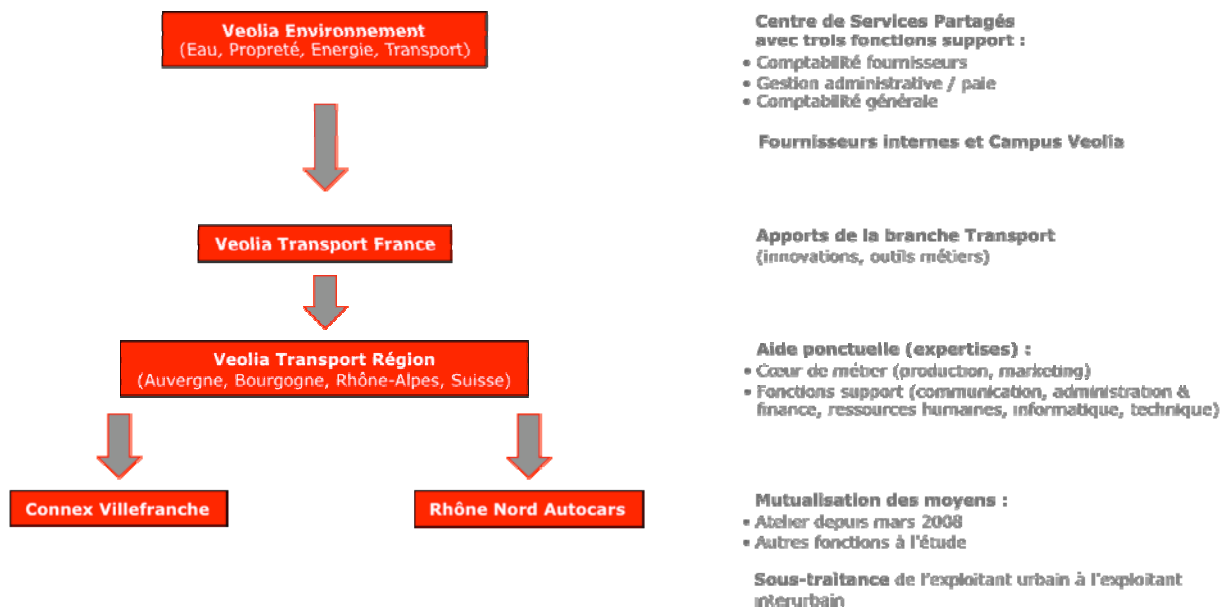 Veolia Environnement
(Eau, Propreté, Energie, Transport)
Centre de Services Partagés
avec trois fonctions support :
• Comptabilité fournisseurs
• Gestion administrative / paie
• Comptabilité générale
Fournisseurs internes et Campus Veolia
Veolia Transport France
Apports de la branche Transport
(innovations, outils métiers)
Veolia Transport Région
(Auvergne, Bourgogne, Rhône-Alpes, Suisse)
Aide ponctuelle (expertises) :
• Cœur de métier (production, marketing)
• Fonctions support (communication, administration &
finance, ressources humaines, informatique, technique)
Connex Villefranche
Rhône Nord Autocars
Mutualisation des moyens :
• Atelier depuis mars 2008
• Autres fonctions à l'étude
Sous-traitance de l'exploitant urbain à l'exploitant
interurbain